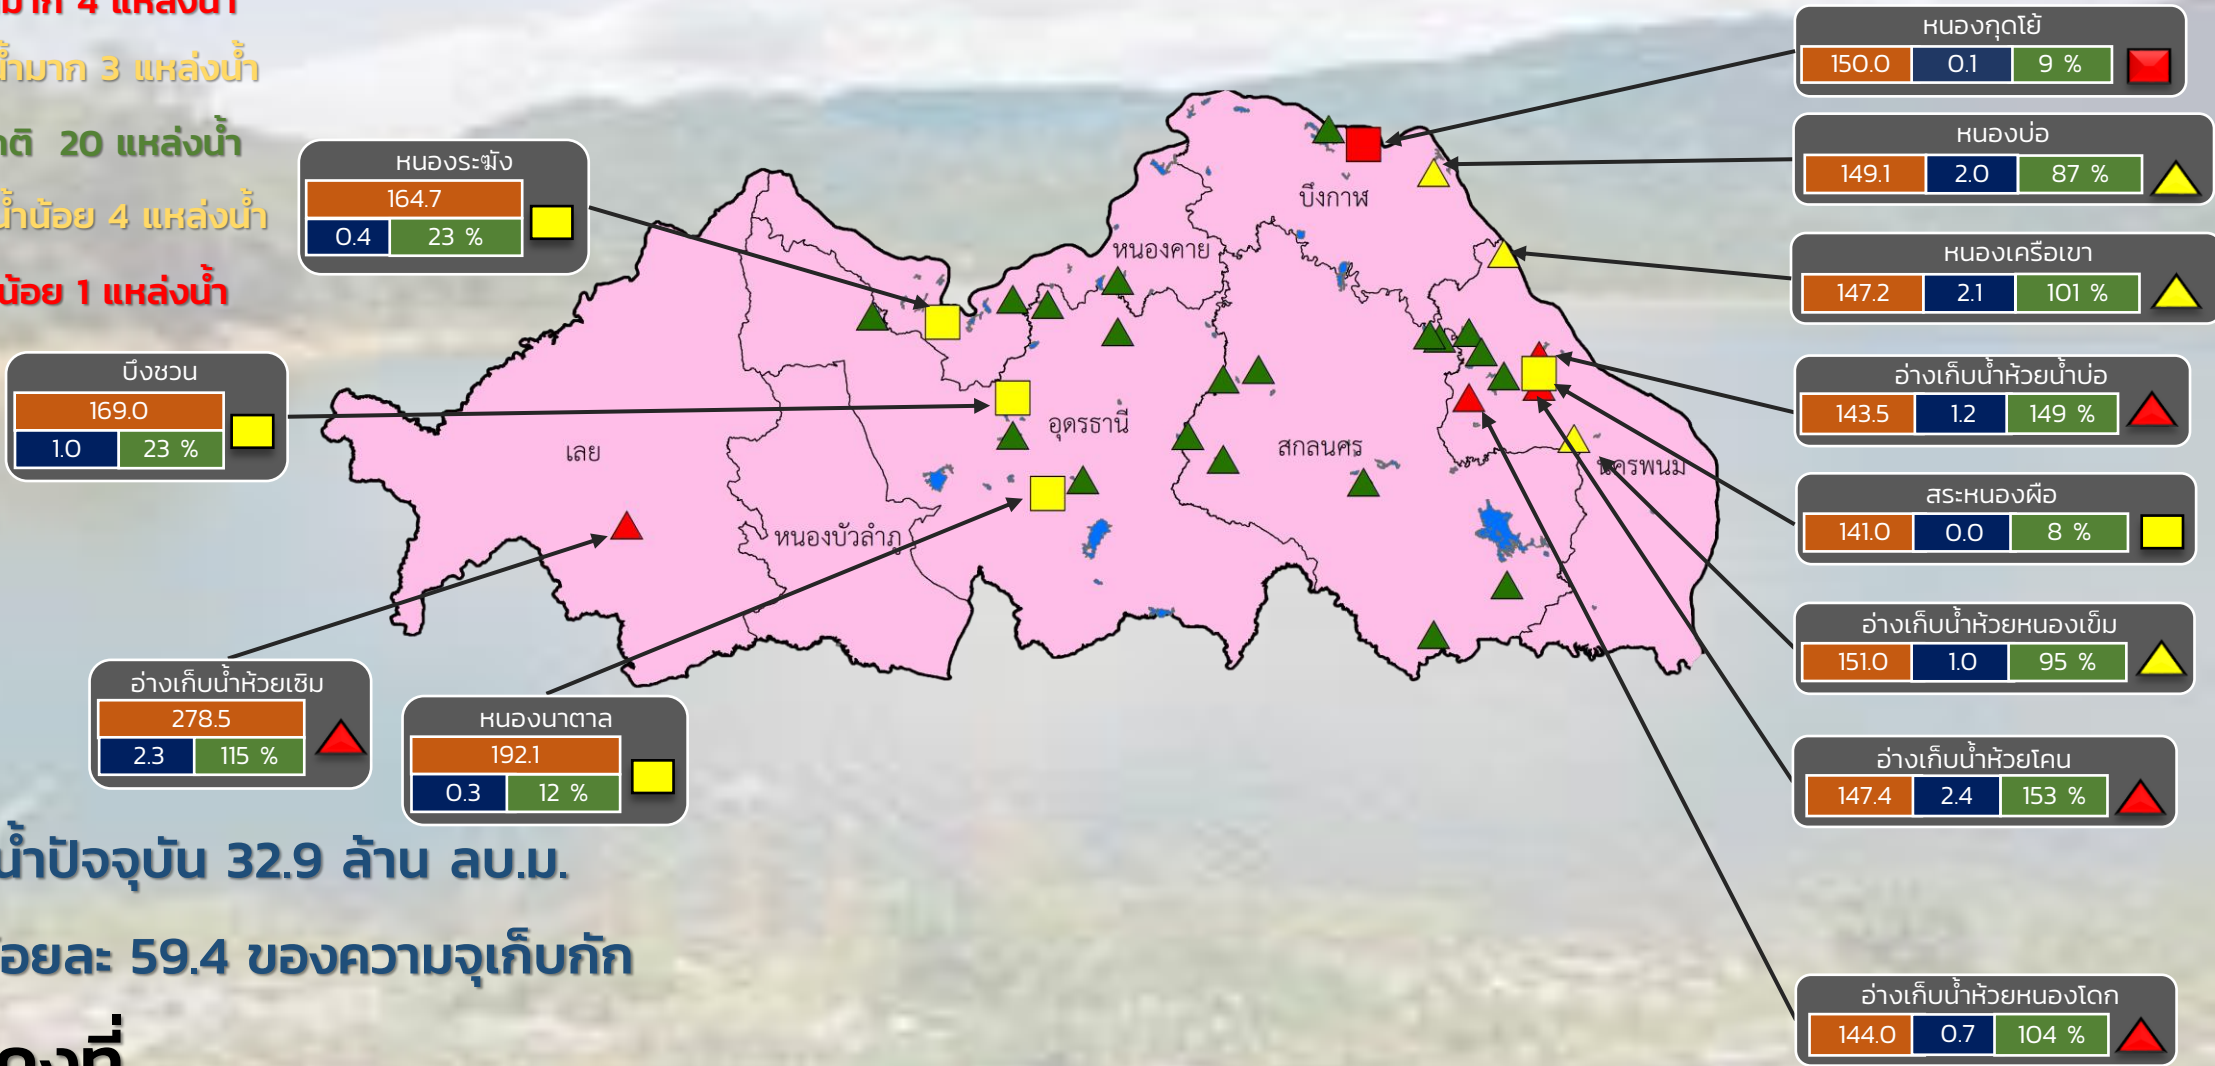 มาก 4 แหล่งน้ำ
น้ำมาก 3 แหล่งน้ำ
20 แหล่งน้ำ
น้ำน้อย 4 แหล่งน้ำ
น้อย 1 แหล่งน้ำ
หนองระฆัง
164.7
0.4 23 %
บึงชวน
169.0
1.0 23 %
อ่างเก็บน้ำห้วยเซิม
278.5
2.3 115 %
หนองนาตาล
192.1
0.3 12 %
บึงกาฬ
หนองคาย
อุดรธานี
เลย
สกลนคร
นครพนม
หนองบัวลำภู
หนองกุดโย้
150.0 0.1 9 %
หนองบ่อ
149.1 2.0 87 %
หนองเครือเขา
147.2 2.1 101 %
อ่างเก็บน้ำห้วยน้ำบ่อ
143.5 1.2 149 %
สระหนองผือ
141.0 0.0 8 %
อ่างเก็บน้ำห้วยหนองเข็ม
151.0 1.0 95 %
อ่างเก็บน้ำห้วยโคน
147.4 2.4 153 %
อ่างเก็บน้ำห้วยหนองโดก
144.0 0.7 104 %
น้ำปัจจุบัน 32.9 ล้าน ลบ.ม.
้อยละ 59.4 ของความจุเก็บกัก